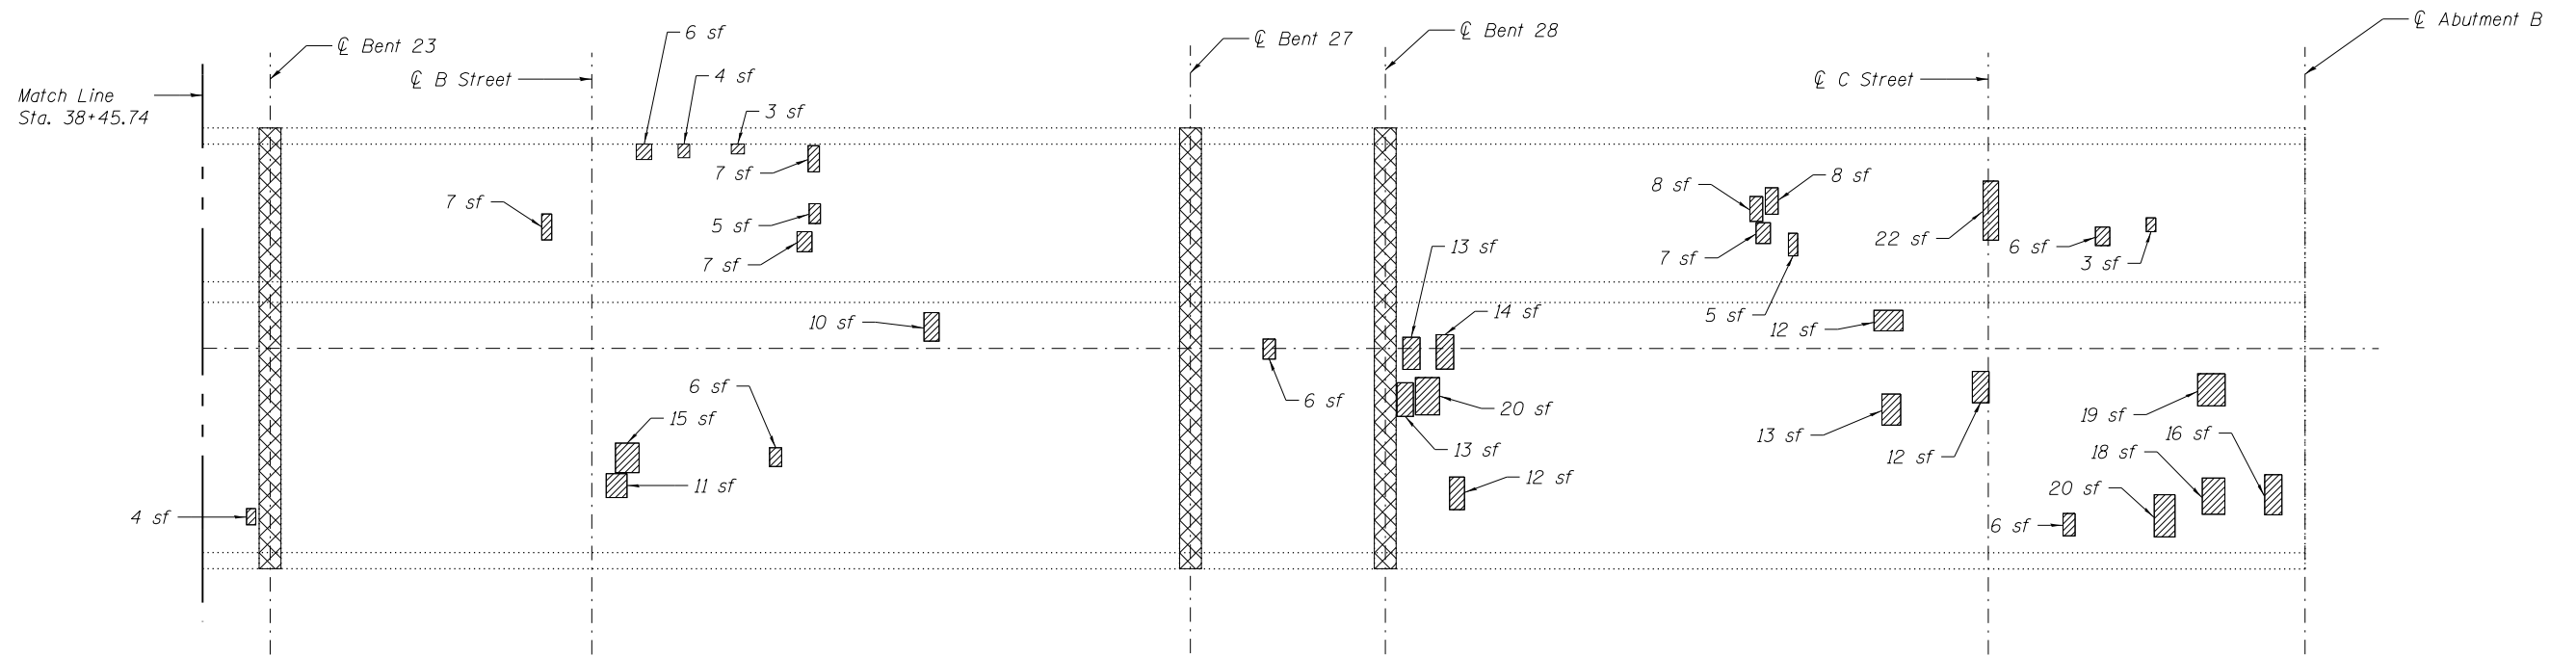 ℄ Abutment B
℄ Bent 28
6 sf
℄ Bent 27
℄ Bent 23
4 sf
℄ B Street
℄ C Street
Match Line
Sta. 38+45.74
3 sf
7 sf
8 sf
8 sf
7 sf
5 sf
22 sf
13 sf
6 sf
7 sf
7 sf
3 sf
14 sf
5 sf
10 sf
12 sf
6 sf
6 sf
20 sf
19 sf
15 sf
13 sf
16 sf
13 sf
12 sf
18 sf
12 sf
11 sf
20 sf
4 sf
6 sf